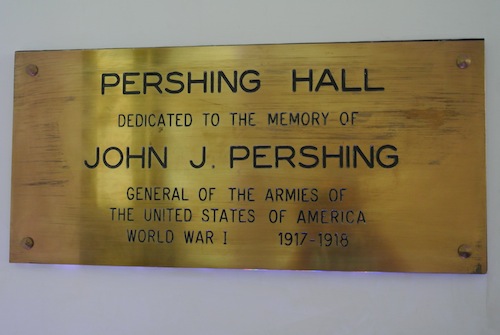 PERSHING HALL
DEDICATED TO THE MEMORY OF
JOHN J. PERSHING
GENERAL OF THE ARMIES OF
THE UNITED STATES OF AMERICA
WORLD WAR I 1917-1918